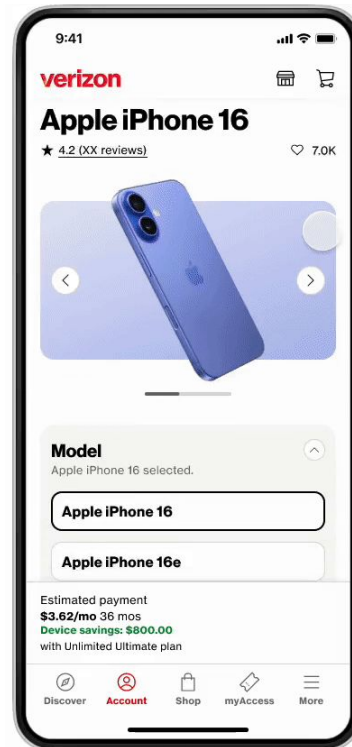 9:41
verizon
Apple iPhone 16
★ 4.2 (XX reviews) 7.0K
Model
Apple iPhone 16 selected.
Apple iPhone 16
Apple iPhone 16e
Estimated payment
$3.62/mo 36 mos
Device savings: $800.00
with Unlimited Ultimate plan
Discover Account Shop myAccess More